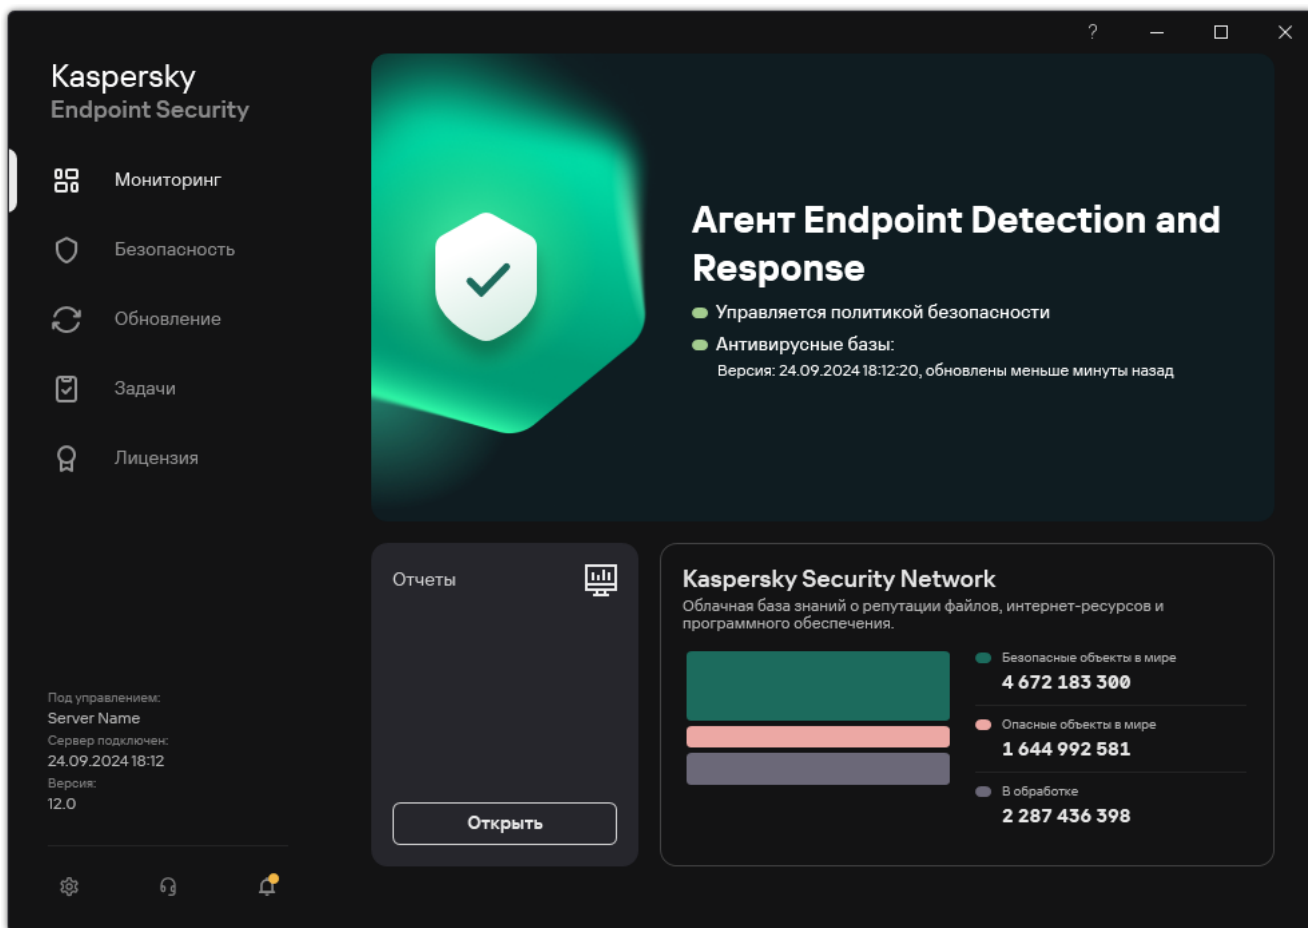 ?
Kaspersky
Endpoint Security
Мониторинг
Безопасность
Обновление
Задачи
Лицензия
Под управлением:
Server Name
Сервер подключен:
24.09.2024 18:12
Версия:
12.0
Агент Endpoint Detection and
Response
Управляется политикой безопасности
Антивирусные базы:
Версия: 24.09.2024 18:12:20, обновлены меньше минуты назад
Отчеты
Открыть
Kaspersky Security Network
Облачная база знаний о репутации файлов, интернет-ресурсов и
программного обеспечения.
Безопасные объекты в мире
4 672 183 300
Опасные объекты в мире
1 644 992 581
В обработке
2 287 436 398